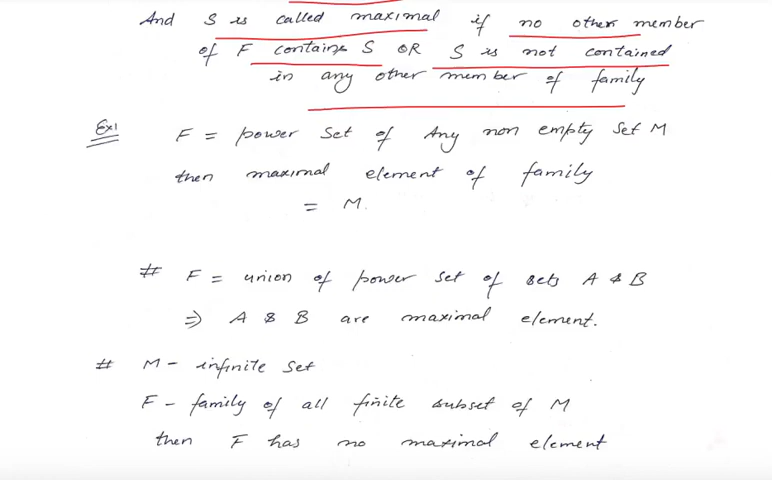 And S is called maximal if no other member
of F contains S OR S is not contained
in any other member of family
Ex1 F = power set of Any non empty set M
then maximal element of family
= M.
# F = union of power set of sets A & B
⇒ A & B are maximal element.
# M - infinite set
F - family of all finite subset of M
then F has no maximal element